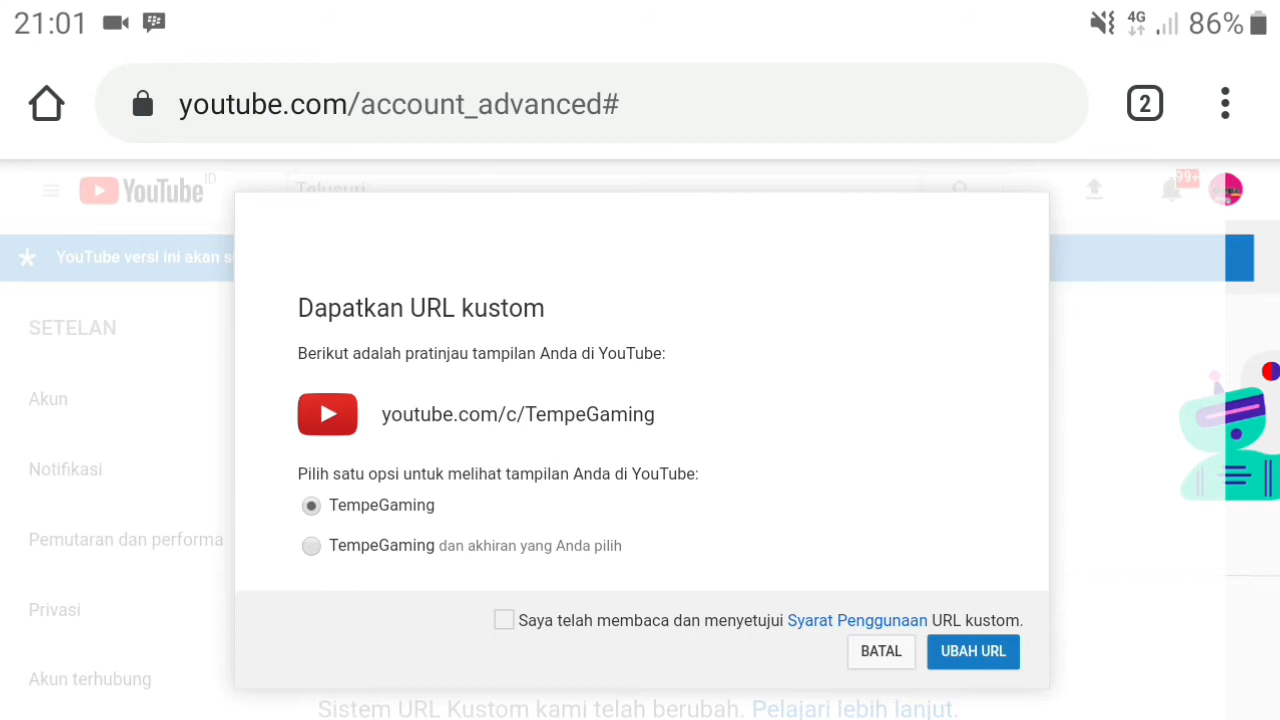 21:01
4G
86%
youtube.com/account_advanced#
2
YouTube ID
Telusuri
99+
YouTube versi ini akan s
SETELAN
Akun
Notifikasi
Pemutaran dan performa
Privasi
Akun terhubung
Dapatkan URL kustom
Berikut adalah pratinjau tampilan Anda di YouTube:
youtube.com/c/TempeGaming
Pilih satu opsi untuk melihat tampilan Anda di YouTube:
TempeGaming
TempeGaming dan akhiran yang Anda pilih
Saya telah membaca dan menyetujui Syarat Penggunaan URL kustom.
BATAL
UBAH URL
Sistem URL Kustom kami telah berubah. Pelajari lebih lanjut.